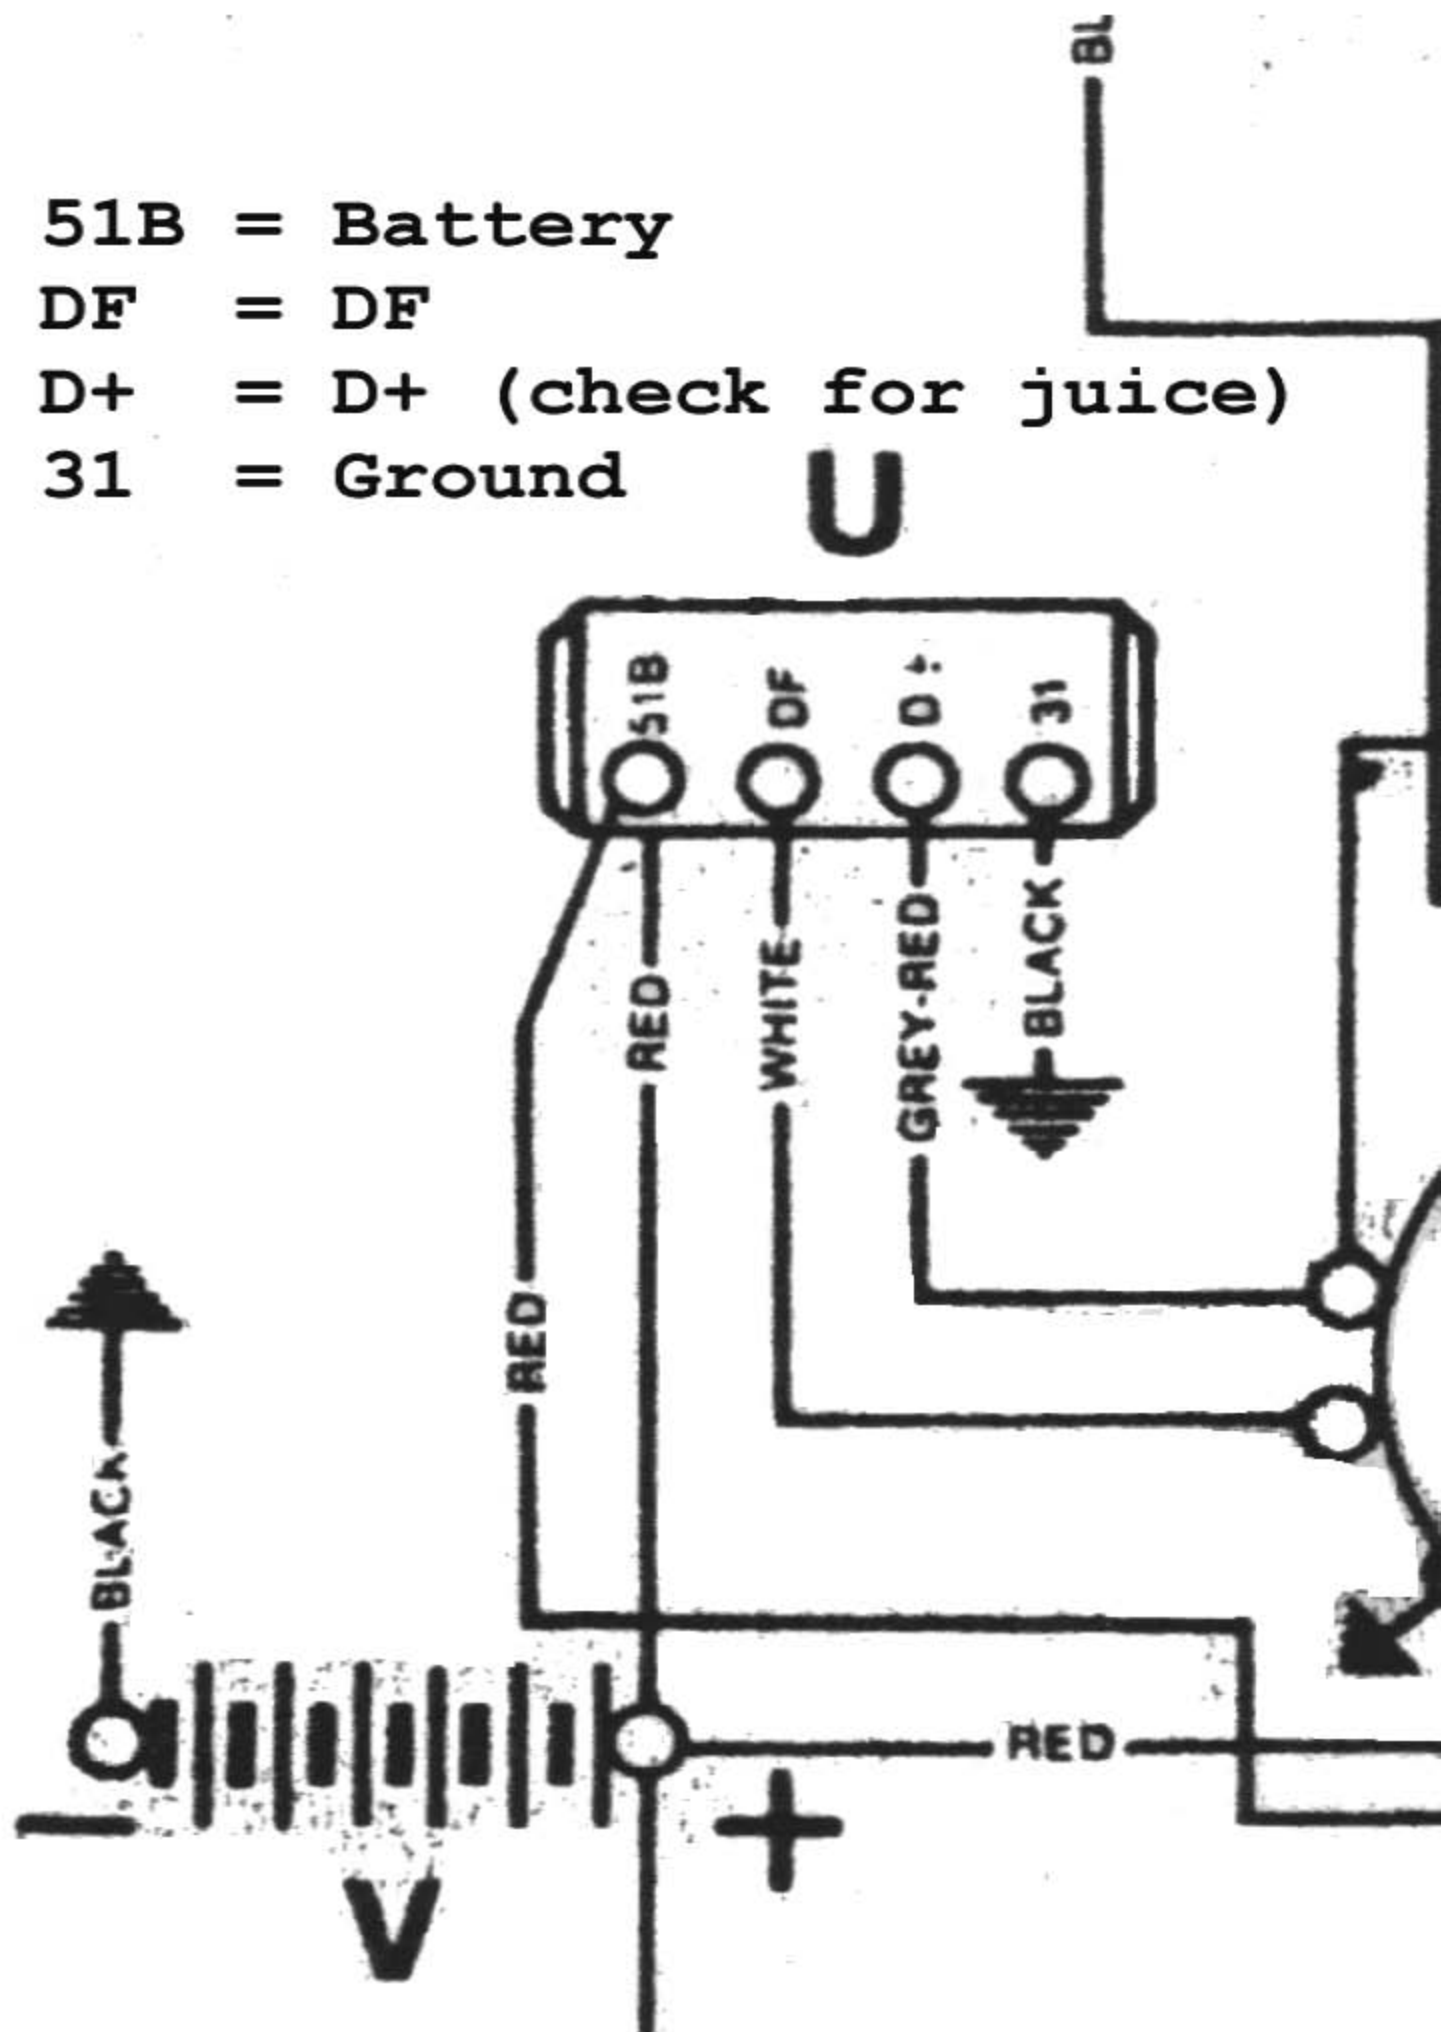 BL
51B = Battery
DF = DF
D+ = D+ (check for juice)
31 = Ground
U
51B
DF
D+
31
RED
WHITE
GREY-RED
BLACK
RED
BLACK
RED
−
+
V